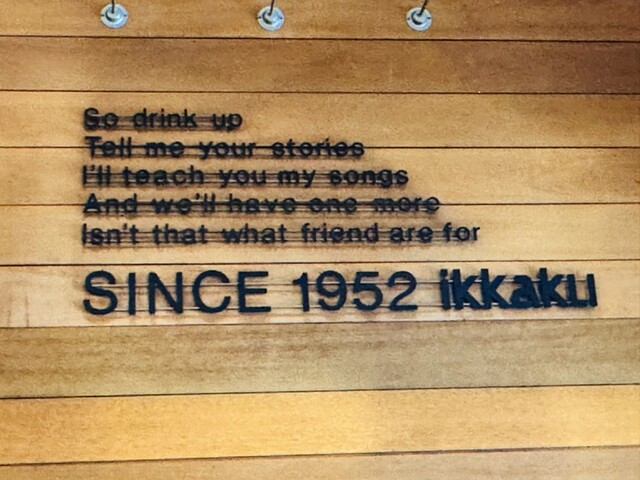 So drink up
Tell me your stories
I'll teach you my songs
And we'll have one more
Isn't that what friend are for
SINCE 1952 ikkaku